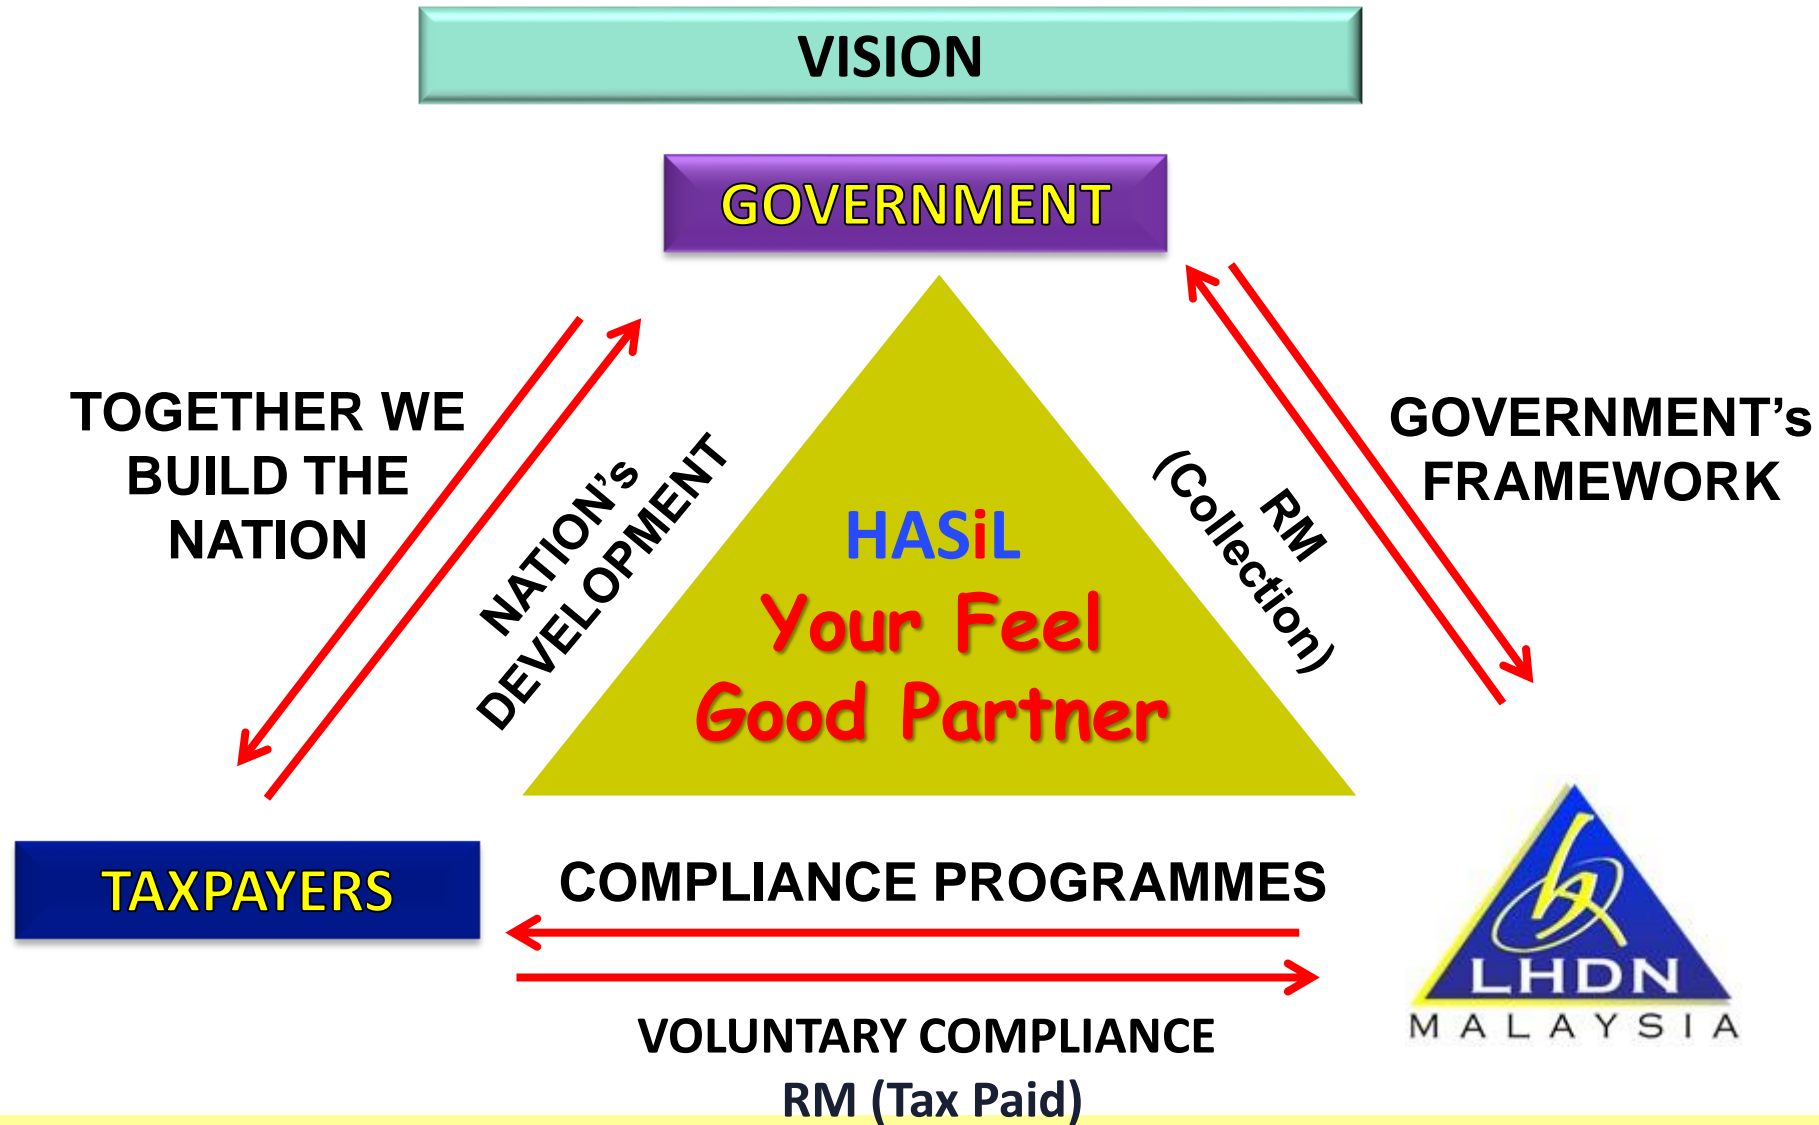 VISION
GOVERNMENT
TOGETHER WE
BUILD THE
NATION
NATION's
DEVELOPMENT
RM
(Collection)
GOVERNMENT's
FRAMEWORK
HASiL
Your Feel
Good Partner
TAXPAYERS
COMPLIANCE PROGRAMMES
VOLUNTARY COMPLIANCE
RM (Tax Paid)
LHDN
MALAYSIA